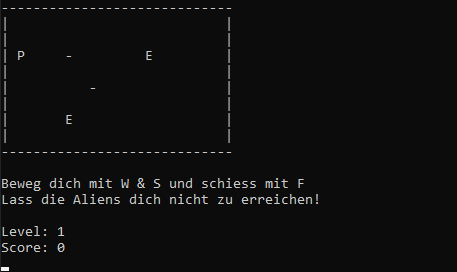 -----------------------------
|                           |
|                           |
| P     -         E         |
|                           |
|          -                |
|                           |
|       E                   |
|                           |
-----------------------------
Beweg dich mit W & S und schiess mit F
Lass die Aliens dich nicht zu erreichen!
Level: 1
Score: 0